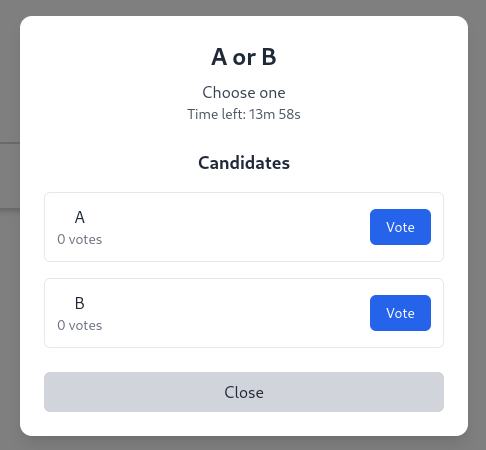 A or B
Choose one
Time left: 13m 58s
Candidates
A
0 votes
Vote
B
0 votes
Vote
Close